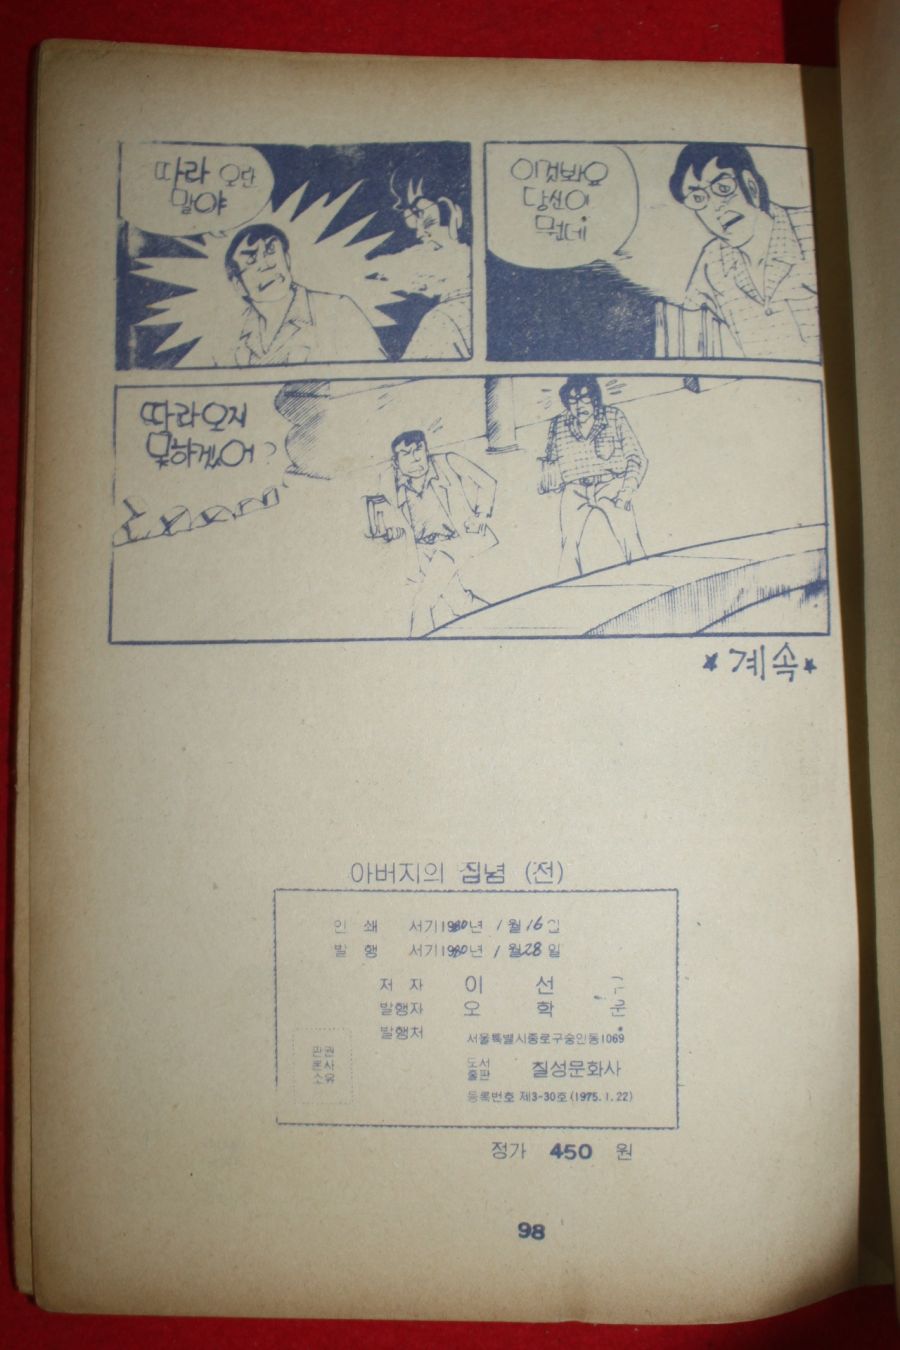 따라 오란
말야
이것봐요
당신이
뭔데
따라오지
못하겠어?
★계속★
아버지의 집념 (전)
인 쇄 서기1980년 1월16일
발 행 서기1980년 1월28일
저 자 이 선
발행자 오 학 운
발행처 서울특별시종로구숭인동1069
도서
출판 칠성문화사
등록번호 제3-30호(1975.1.22)
판권
본사
소유
정가 450 원
98